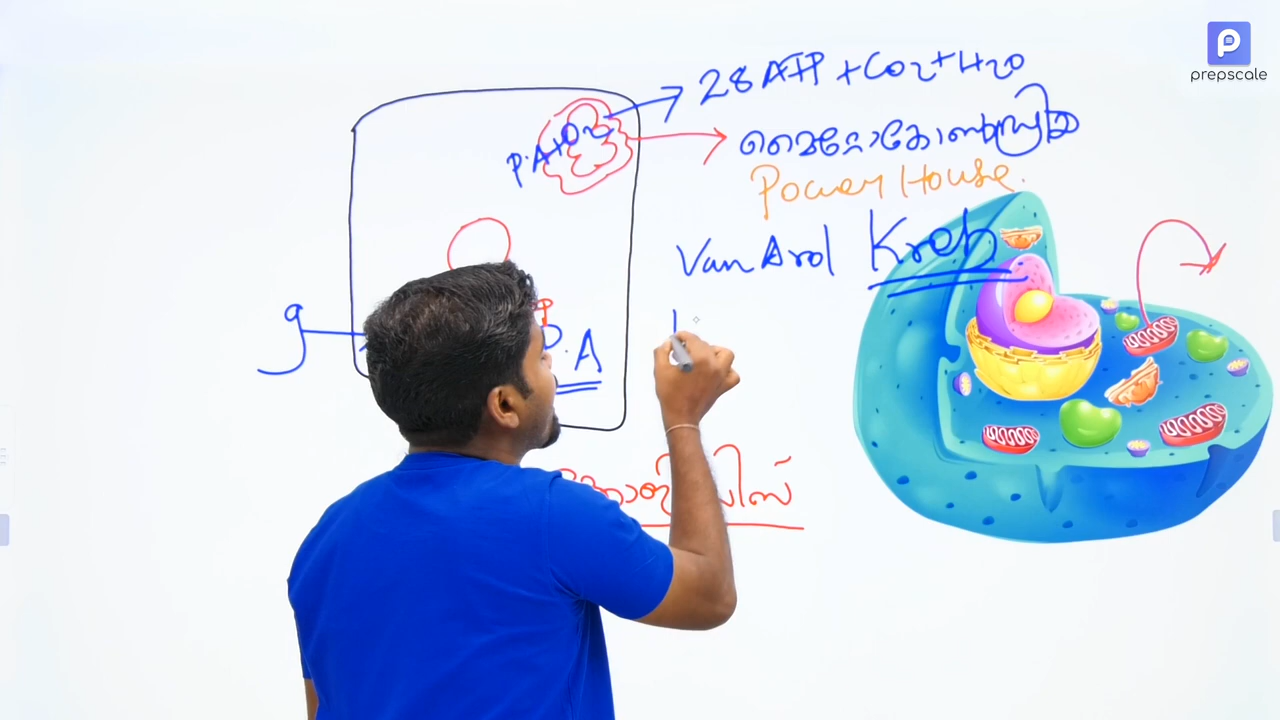 prepscale
28 ATP + CO2 + H2O
P.A + O2
മൈറ്റോകോൺട്രിയ
Power House.
Van Arol Kreb
g
P.A